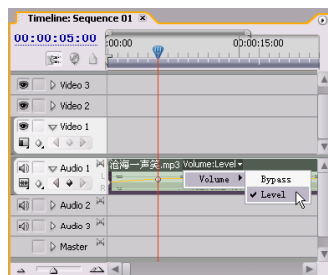 Timeline: Sequence 01
00:00:05:00
:00:00
00:00:15:00
Video 3
Video 2
Video 1
Audio 1
沧海一声笑.mp3 Volume:Level
L
R
Volume
Bypass
Level
Audio 2
Audio 3
Master